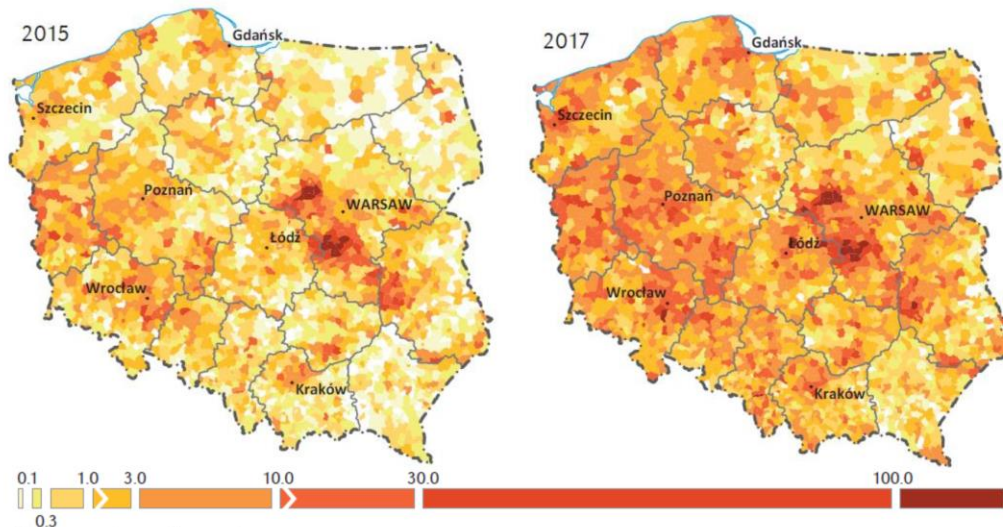 2015
Gdańsk
Szczecin
Poznań
WARSAW
Łódź
Wrocław
Kraków
2017
Gdańsk
Szczecin
Poznań
WARSAW
Łódź
Wrocław
Kraków
0.1 1.0 3.0 10.0 30.0 100.0
0.3